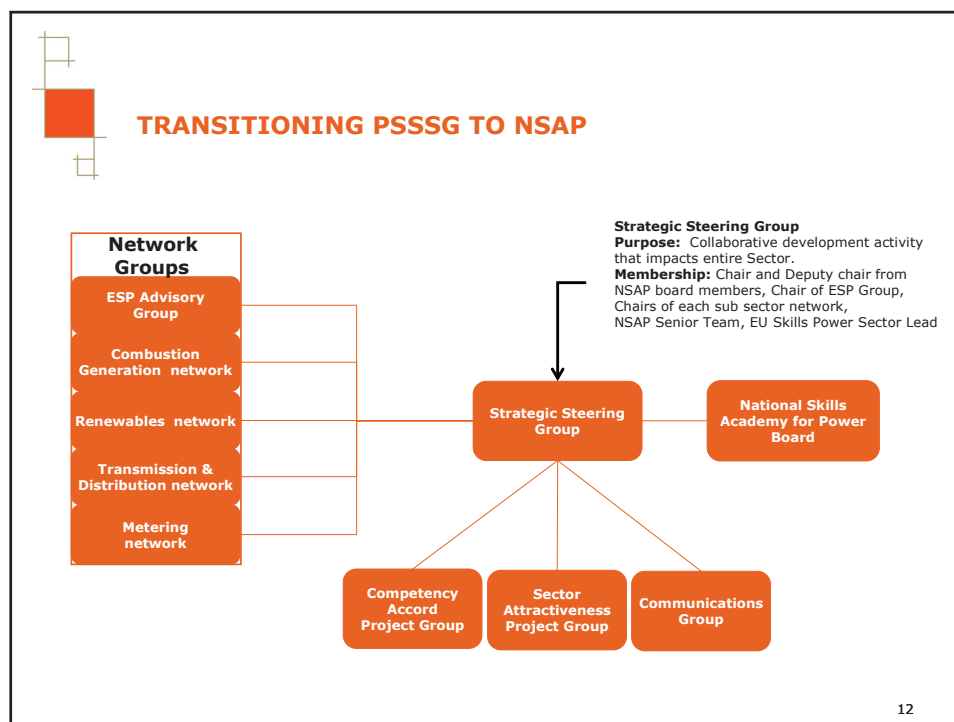 TRANSITIONING PSSSG TO NSAP
Network
Groups
ESP Advisory
Group
Combustion
Generation network
Renewables network
Transmission &
Distribution network
Metering
network
Strategic Steering Group
Purpose: Collaborative development activity
that impacts entire Sector.
Membership: Chair and Deputy chair from
NSAP board members, Chair of ESP Group,
Chairs of each sub sector network,
NSAP Senior Team, EU Skills Power Sector Lead
Strategic Steering
Group
National Skills
Academy for Power
Board
Competency
Accord
Project Group
Sector
Attractiveness
Project Group
Communications
Group
12